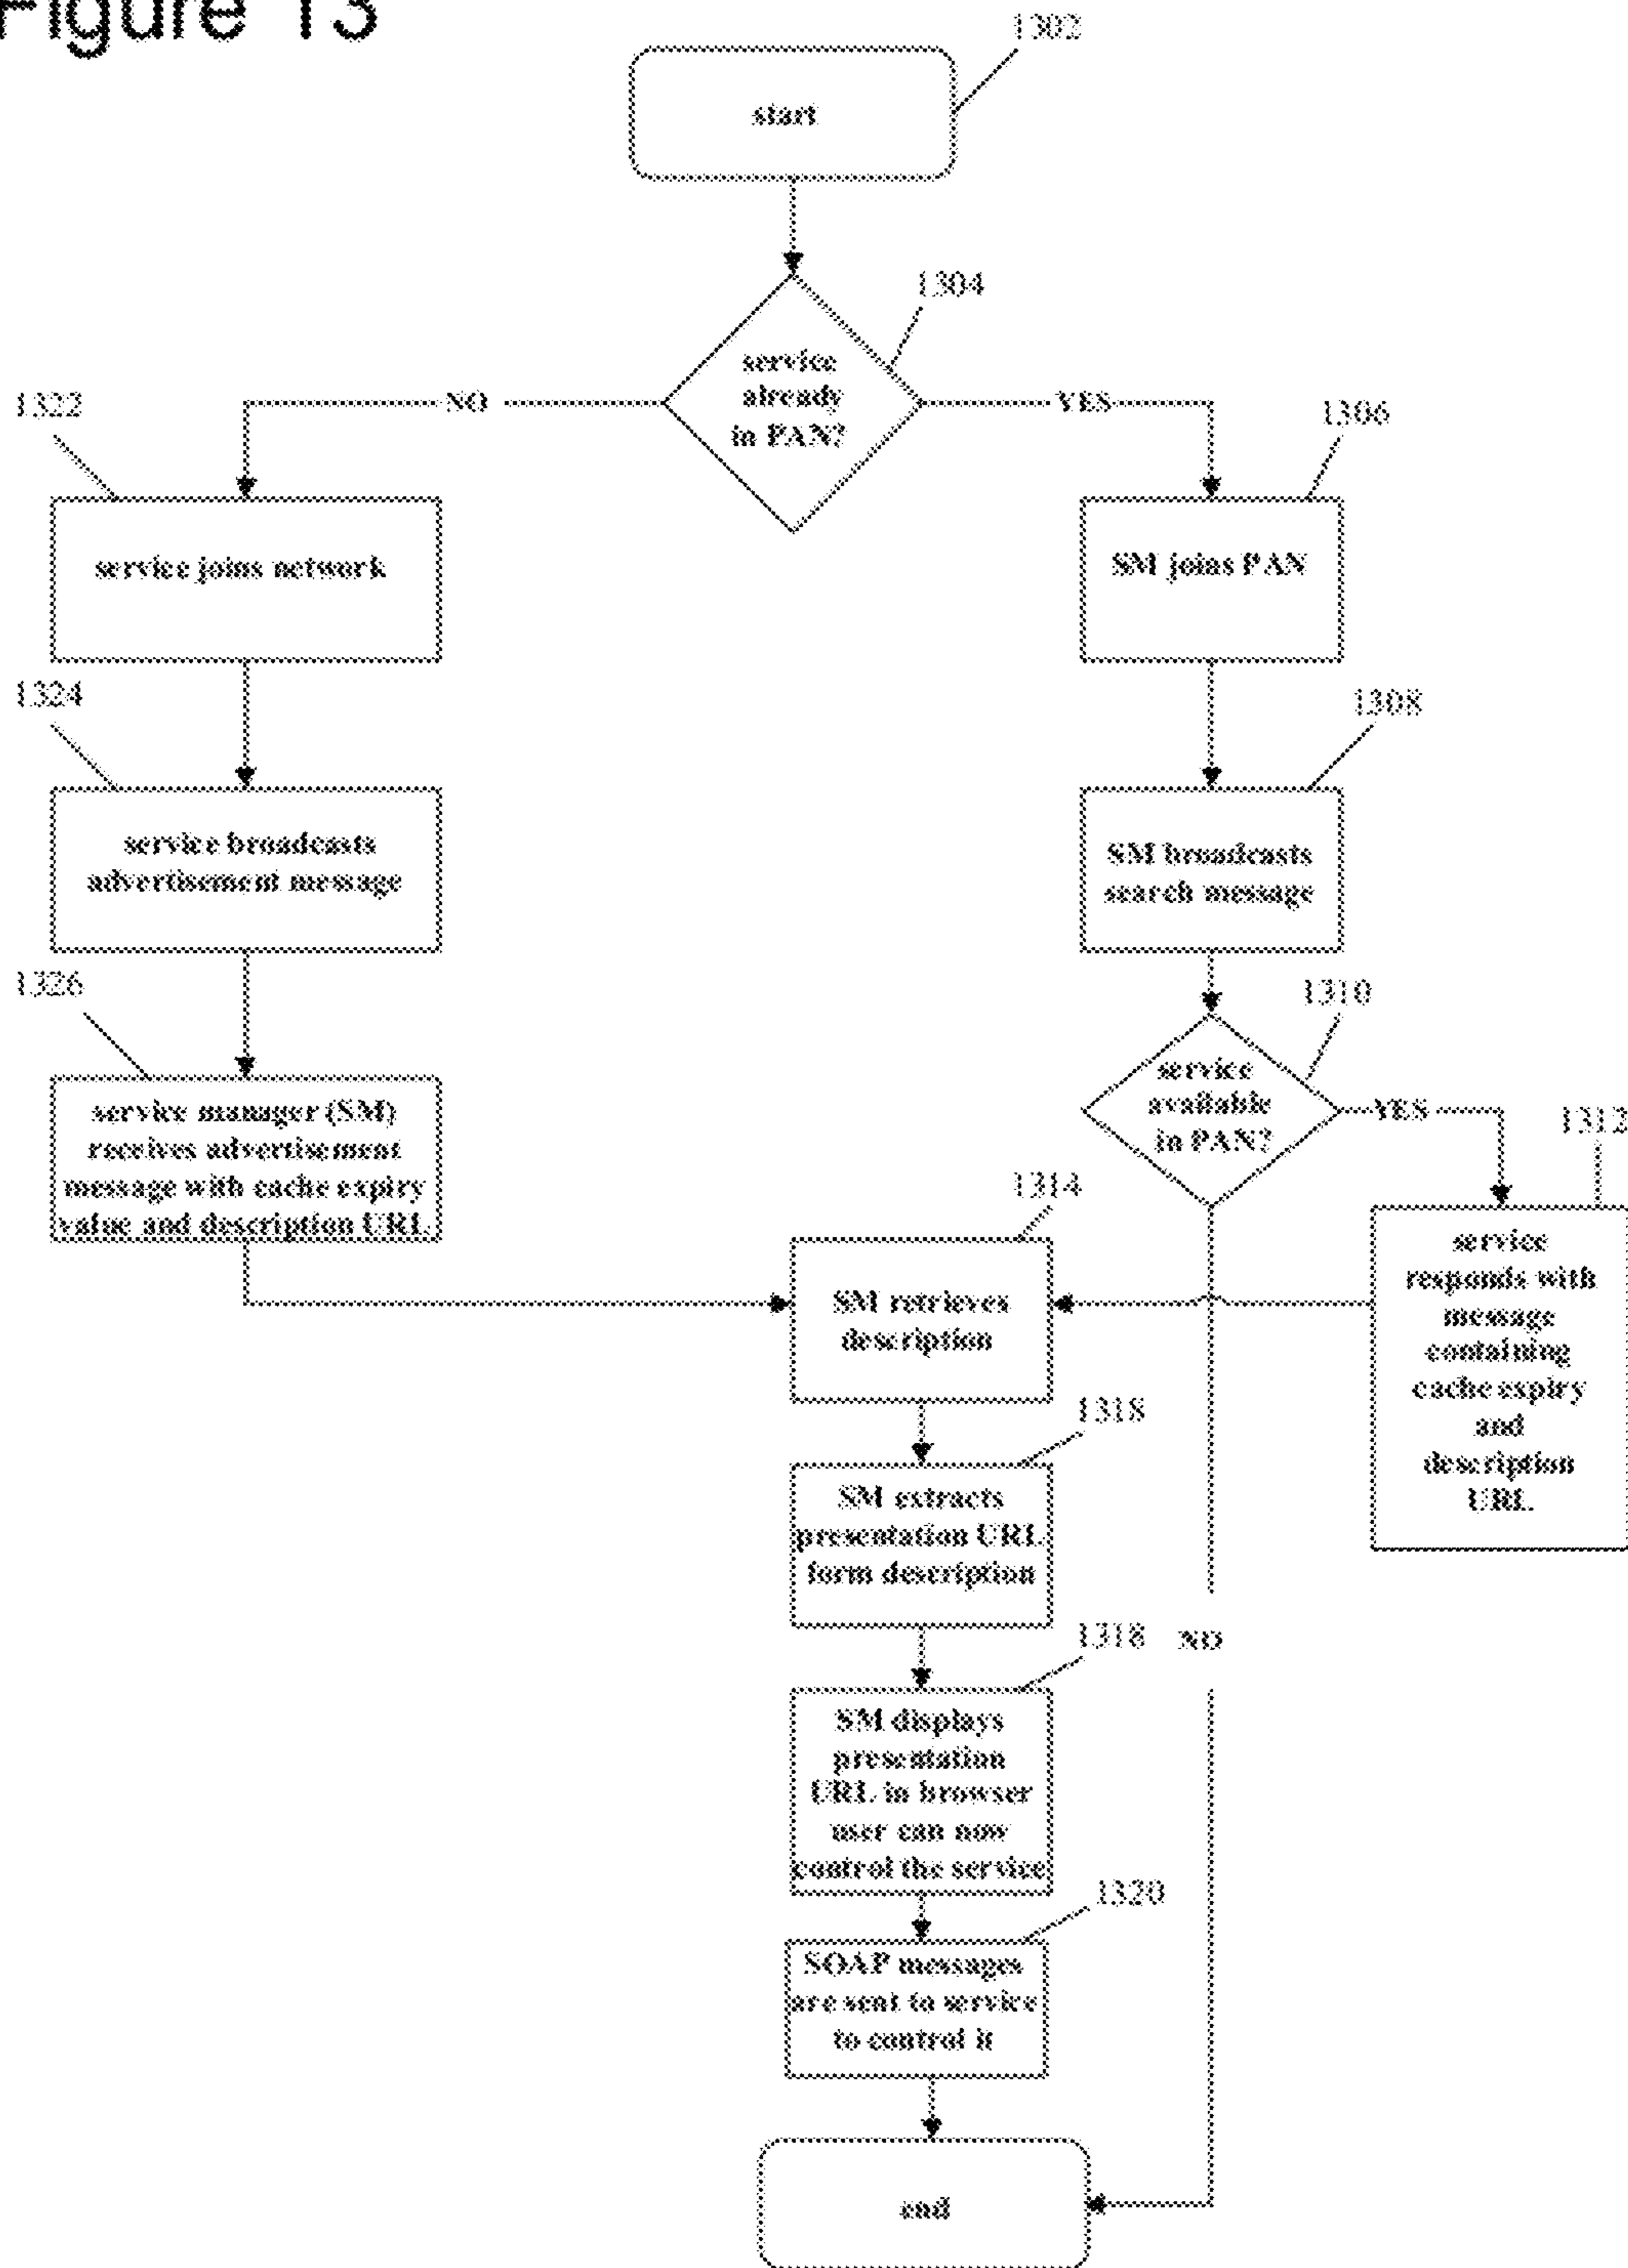 Figure 13
1302
start
1304
service
already
in PAN?
NO
YES
1322
1306
service joins network
SM joins PAN
1324
1308
service broadcasts
advertisement message
SM broadcasts
search message
1326
1310
service manager (SM)
receives advertisement
message with cache expiry
value and description URL
service
available
in PAN?
YES
1312
1314
service
responds with
message
containing
cache expiry
and
description
URL
SM retrieves
description
1318
SM extracts
presentation URL
form description
1318
NO
SM displays
presentation
URL in browser
user can now
control the service
1320
SOAP messages
are sent to service
to control it
end